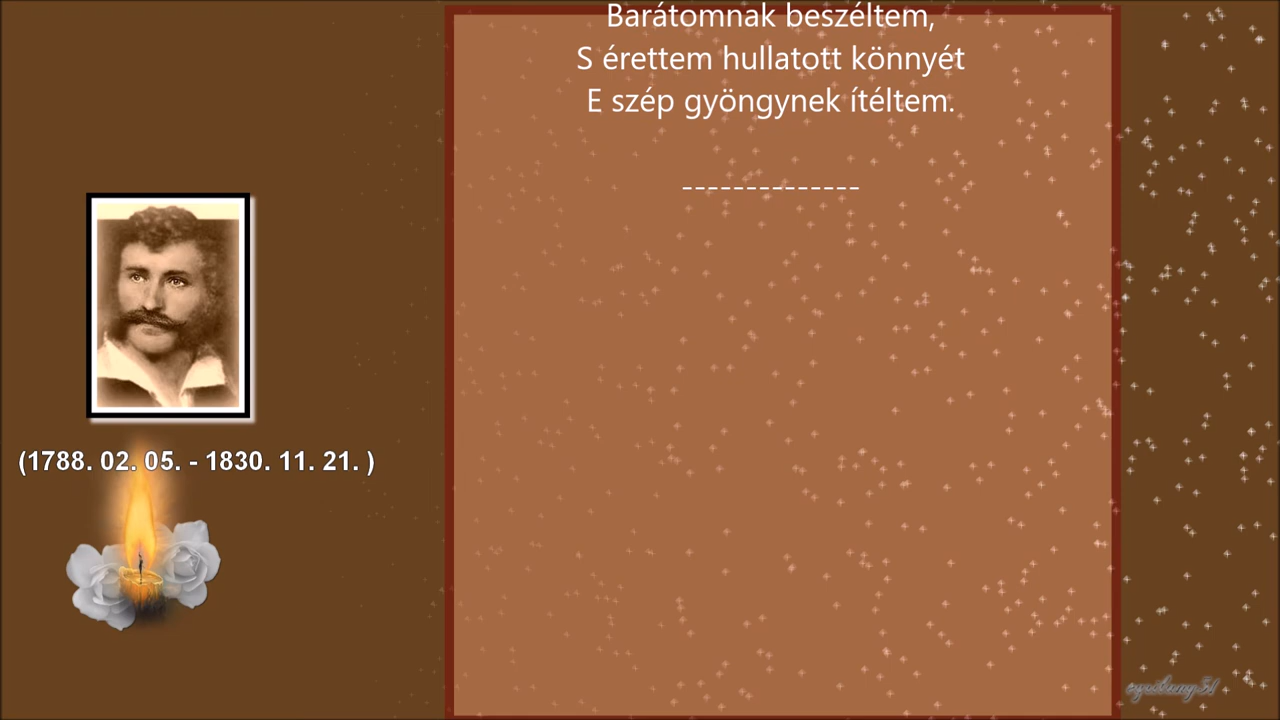 Barátomnak beszéltem,
S érettem hullatott könnyét
E szép gyöngynek ítéltem.
--------------
(1788. 02. 05. - 1830. 11. 21. )